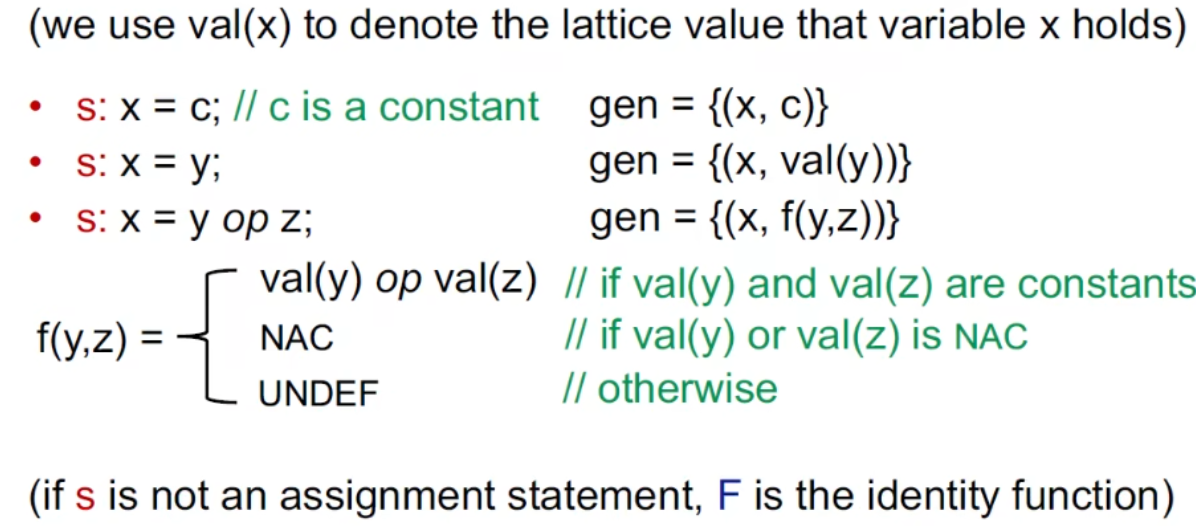 (we use val(x) to denote the lattice value that variable x holds)
• s: x = c; // c is a constant gen = {(x, c)}
• s: x = y; gen = {(x, val(y))}
• s: x = y op z; gen = {(x, f(y,z))}
val(y) op val(z) // if val(y) and val(z) are constants
f(y,z) = NAC // if val(y) or val(z) is NAC
UNDEF // otherwise
(if s is not an assignment statement, F is the identity function)